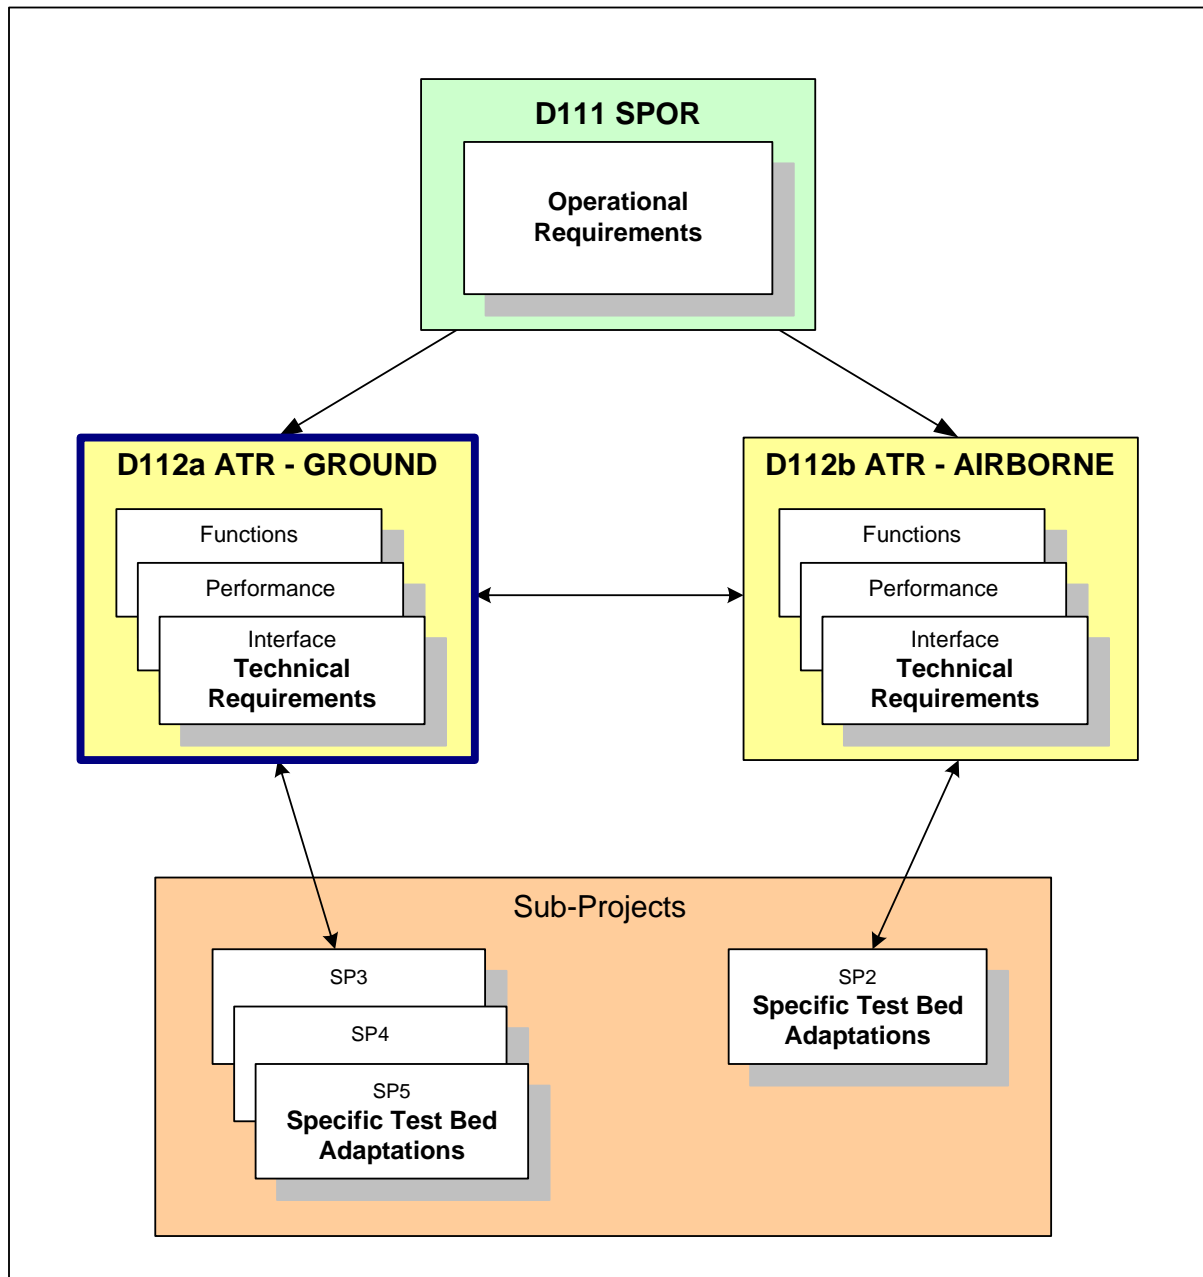 D111 SPOR
Operational
Requirements
D112a ATR - GROUND
Functions
Performance
Interface
Technical
Requirements
D112b ATR - AIRBORNE
Functions
Performance
Interface
Technical
Requirements
Sub-Projects
SP3
SP4
SP5
Specific Test Bed
Adaptations
SP2
Specific Test Bed
Adaptations